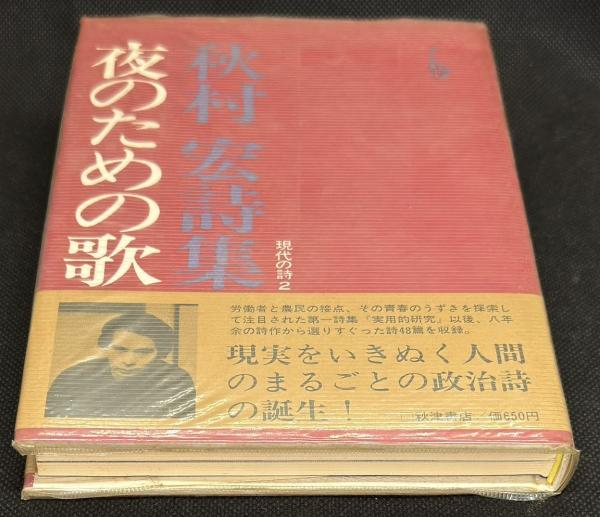 秋村 宏詩集
夜のための歌
現代の詩2
労働者と農民の接点、その青春のうずきを探索し
て注目された第一詩集『実用的研究』以後、八年
余の詩作から選りすぐった詩48篇を収録。
現実をいきぬく人間
のまるごとの政治詩
の誕生!
秋津書店／価650円